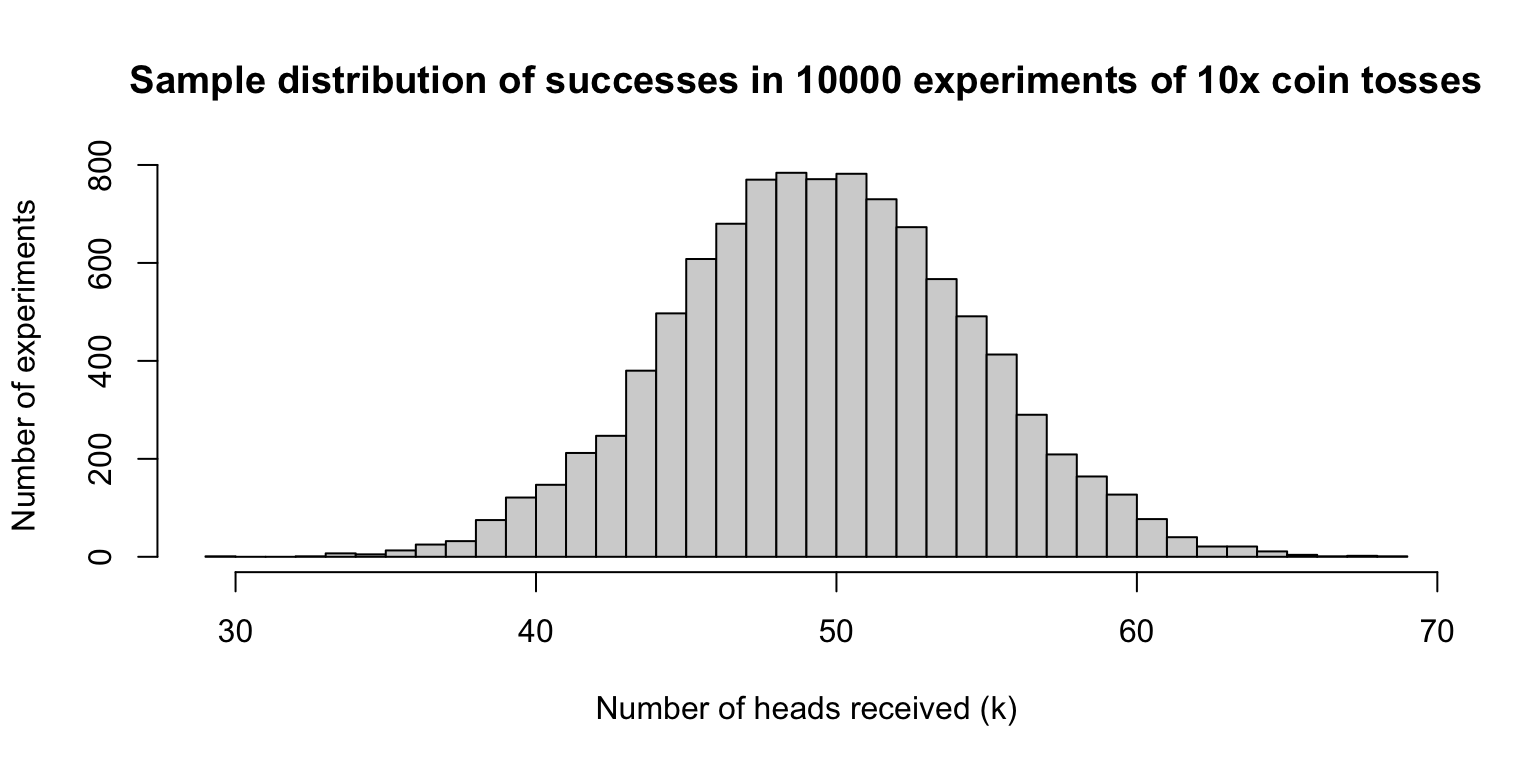 Sample distribution of successes in 10000 experiments of 10x coin tosses
800
600
400
200
0
Number of experiments
30 40 50 60 70
Number of heads received (k)